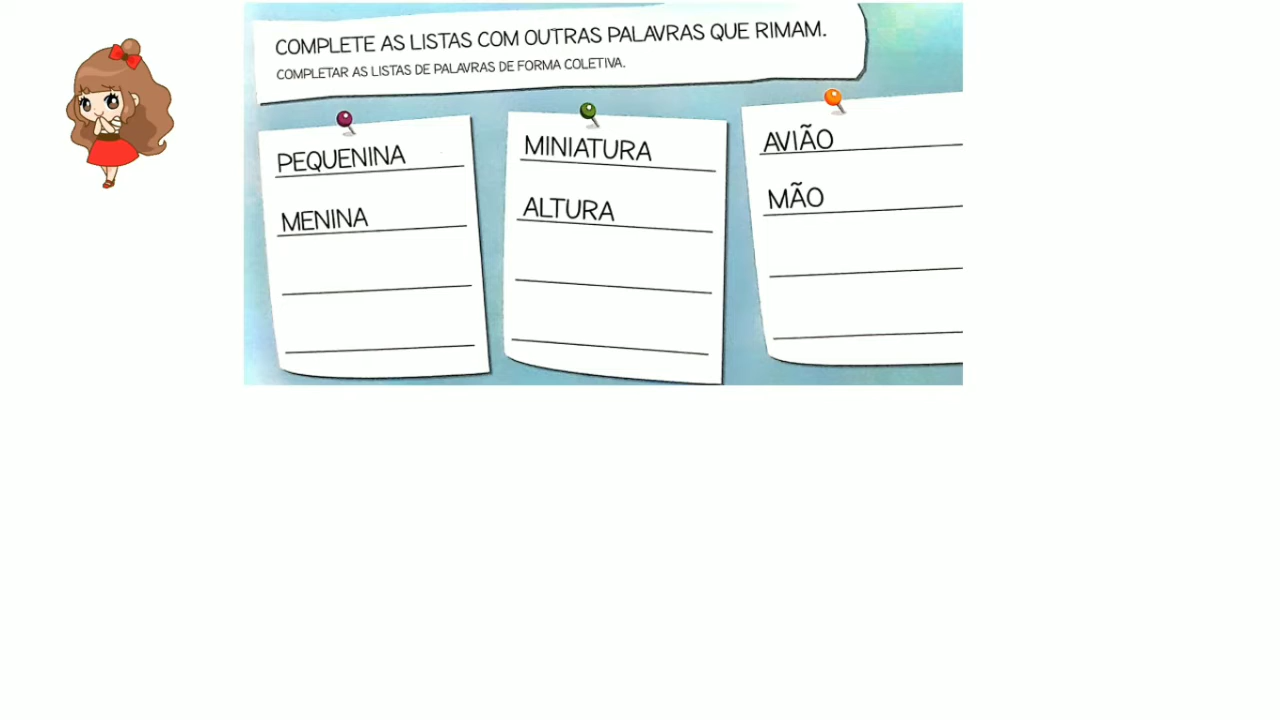 COMPLETE AS LISTAS COM OUTRAS PALAVRAS QUE RIMAM.
COMPLETAR AS LISTAS DE PALAVRAS DE FORMA COLETIVA.
PEQUENINA
MENINA
MINIATURA
ALTURA
AVIÃO
MÃO